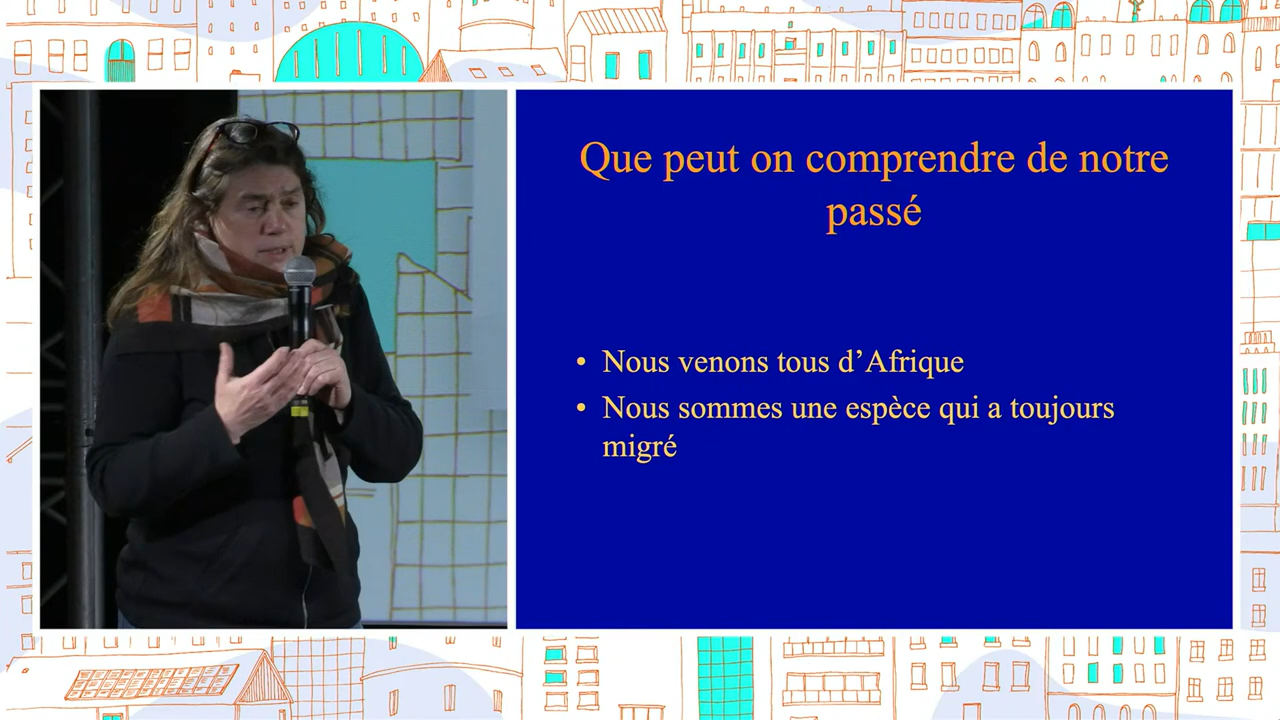 Que peut on comprendre de notre
passé
• Nous venons tous d’Afrique
• Nous sommes une espèce qui a toujours
migré